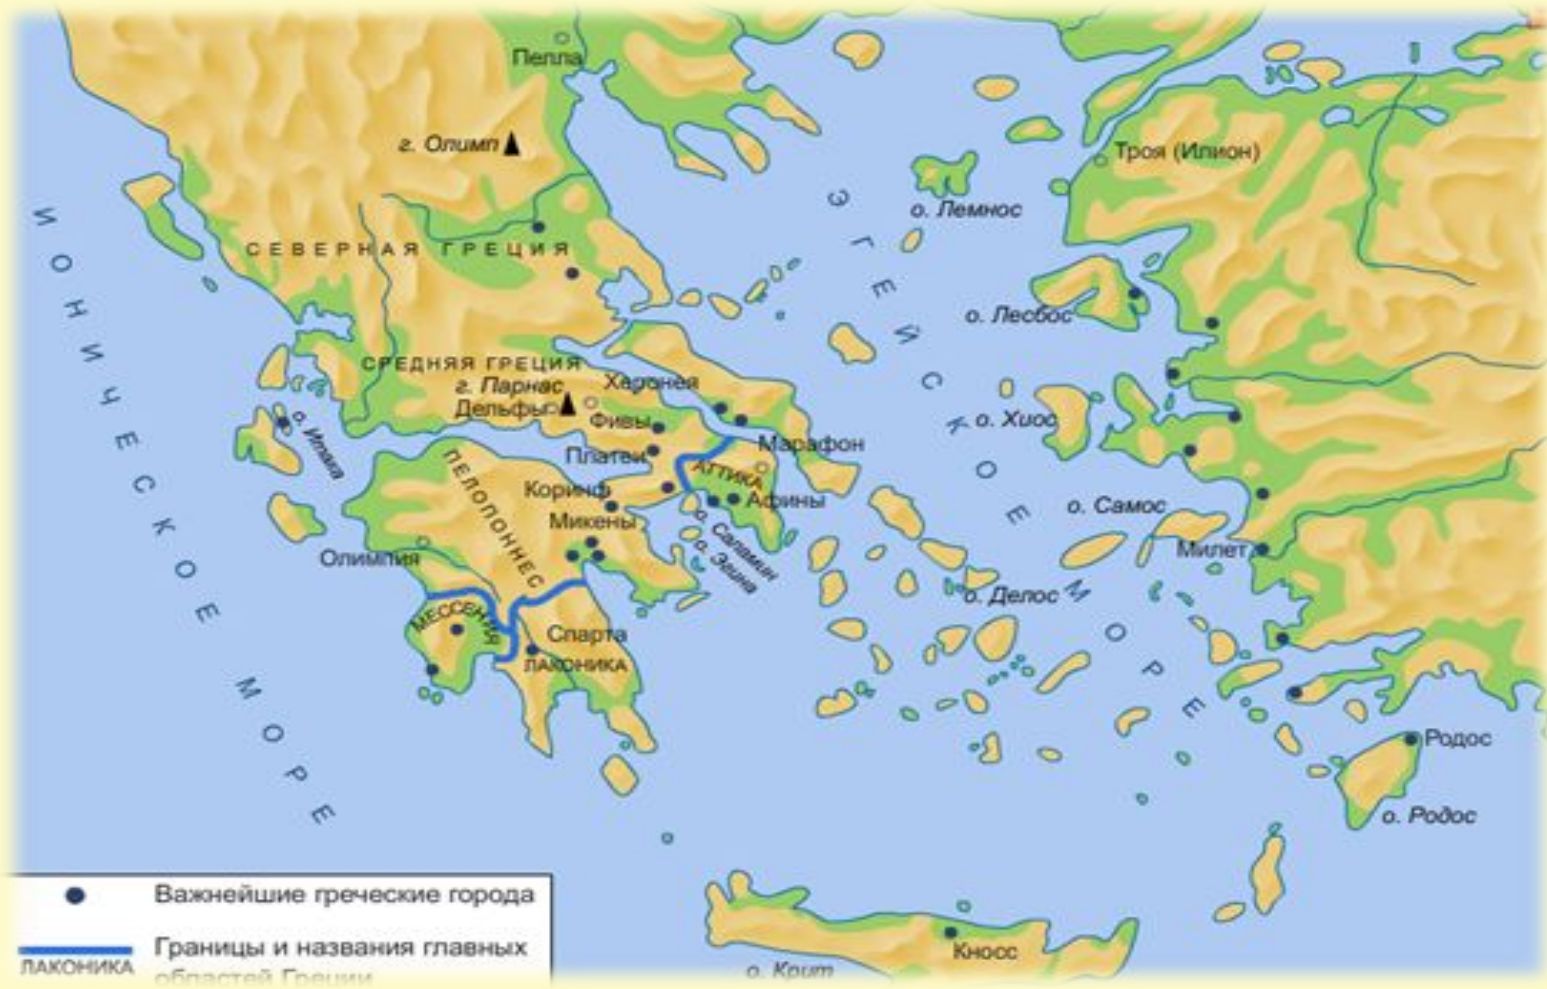 Пелла
г. Олимп
Троя (Илион)
о. Лемнос
СЕВЕРНАЯ ГРЕЦИЯ
ИОНИЧЕСКОЕ МОРЕ
ЭГЕЙСКОЕ МОРЕ
о. Лесбос
СРЕДНЯЯ ГРЕЦИЯ
г. Парнас
Херонея
Дельфы
Фивы
о. Хиос
о. Итака
Марафон
Платеи
ПЕЛОПОННЕС
АТТИКА
Коринф
Афины
о. Самос
Микены
о. Саламин
о. Эгина
Милет
Олимпия
о. Делос
МЕССЕНИЯ
Спарта
ЛАКОНИКА
Родос
о. Родос
Кносс
о. Крит
Важнейшие греческие города
Границы и названия главных
ЛАКОНИКА
областей Греции